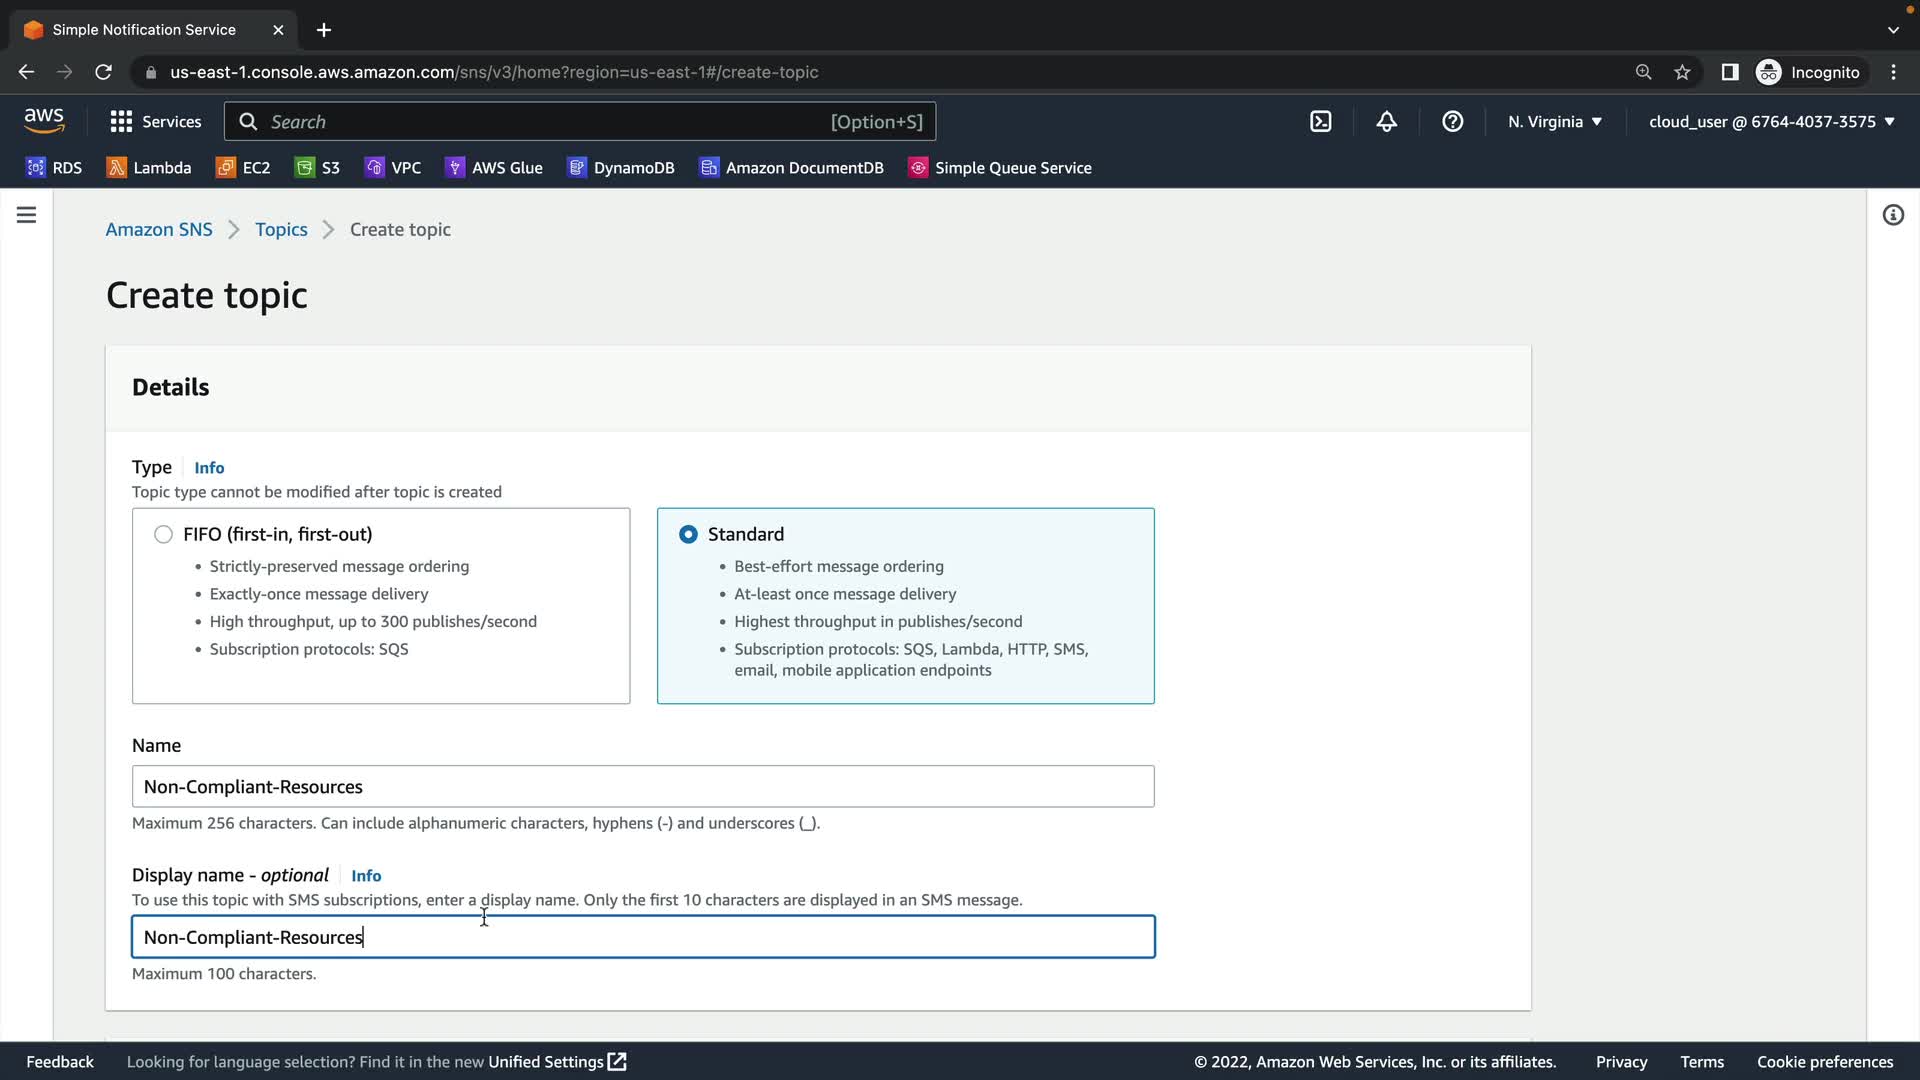 Simple Notification Service
us-east-1.console.aws.amazon.com/sns/v3/home?region=us-east-1#/create-topic
Incognito
aws
Services
Search
[Option+S]
N. Virginia
cloud_user @ 6764-4037-3575
RDS
Lambda
EC2
S3
VPC
AWS Glue
DynamoDB
Amazon DocumentDB
Simple Queue Service
Amazon SNS
Topics
Create topic
Create topic
Details
Type
Info
Topic type cannot be modified after topic is created
FIFO (first-in, first-out)
• Strictly-preserved message ordering
• Exactly-once message delivery
• High throughput, up to 300 publishes/second
• Subscription protocols: SQS
Standard
• Best-effort message ordering
• At-least once message delivery
• Highest throughput in publishes/second
• Subscription protocols: SQS, Lambda, HTTP, SMS,
email, mobile application endpoints
Name
Non-Compliant-Resources
Maximum 256 characters. Can include alphanumeric characters, hyphens (-) and underscores (_).
Display name - optional
Info
To use this topic with SMS subscriptions, enter a display name. Only the first 10 characters are displayed in an SMS message.
Non-Compliant-Resources
Maximum 100 characters.
Feedback
Looking for language selection? Find it in the new Unified Settings
© 2022, Amazon Web Services, Inc. or its affiliates.
Privacy
Terms
Cookie preferences